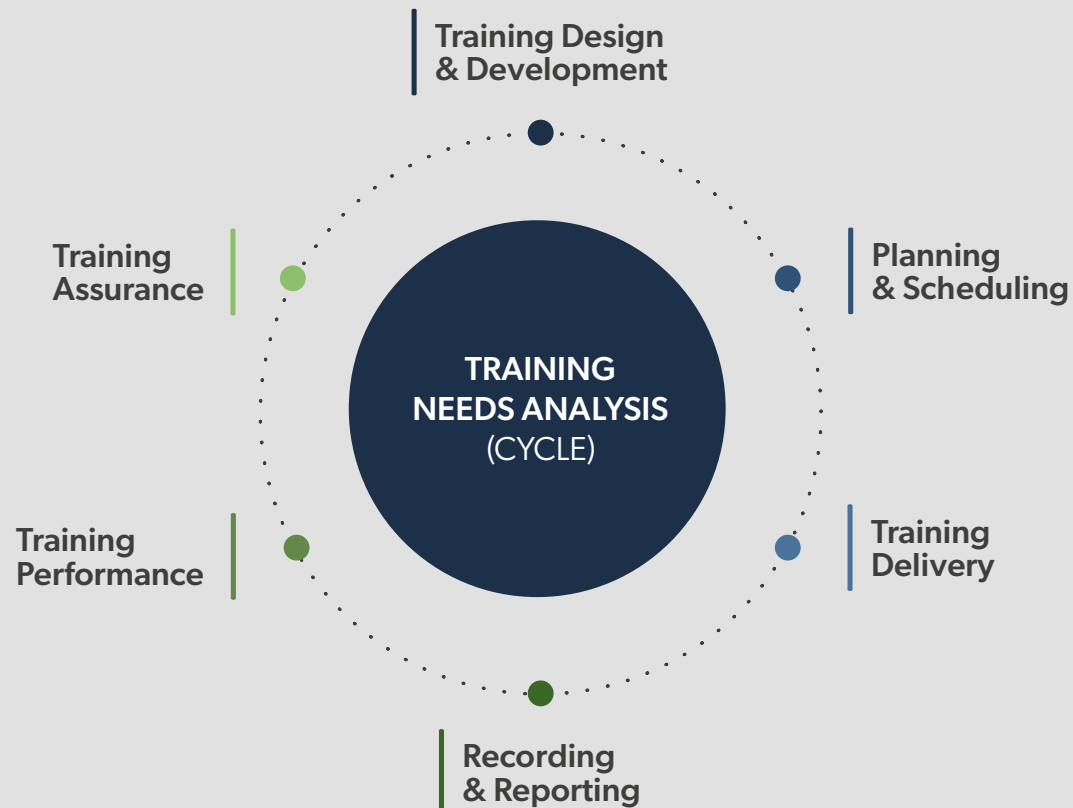 Training Design
& Development
Training
Assurance
Planning
& Scheduling
TRAINING
NEEDS ANALYSIS
(CYCLE)
Training
Performance
Training
Delivery
Recording
& Reporting